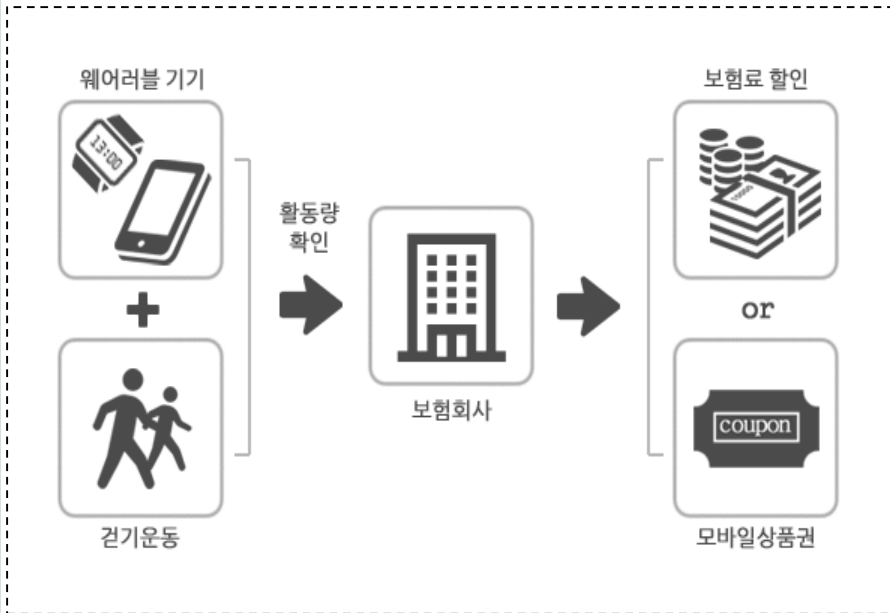 웨어러블 기기
13:00
+
걷기운동
활동량
확인
보험회사
보험료 할인
10000
or
coupon
모바일상품권